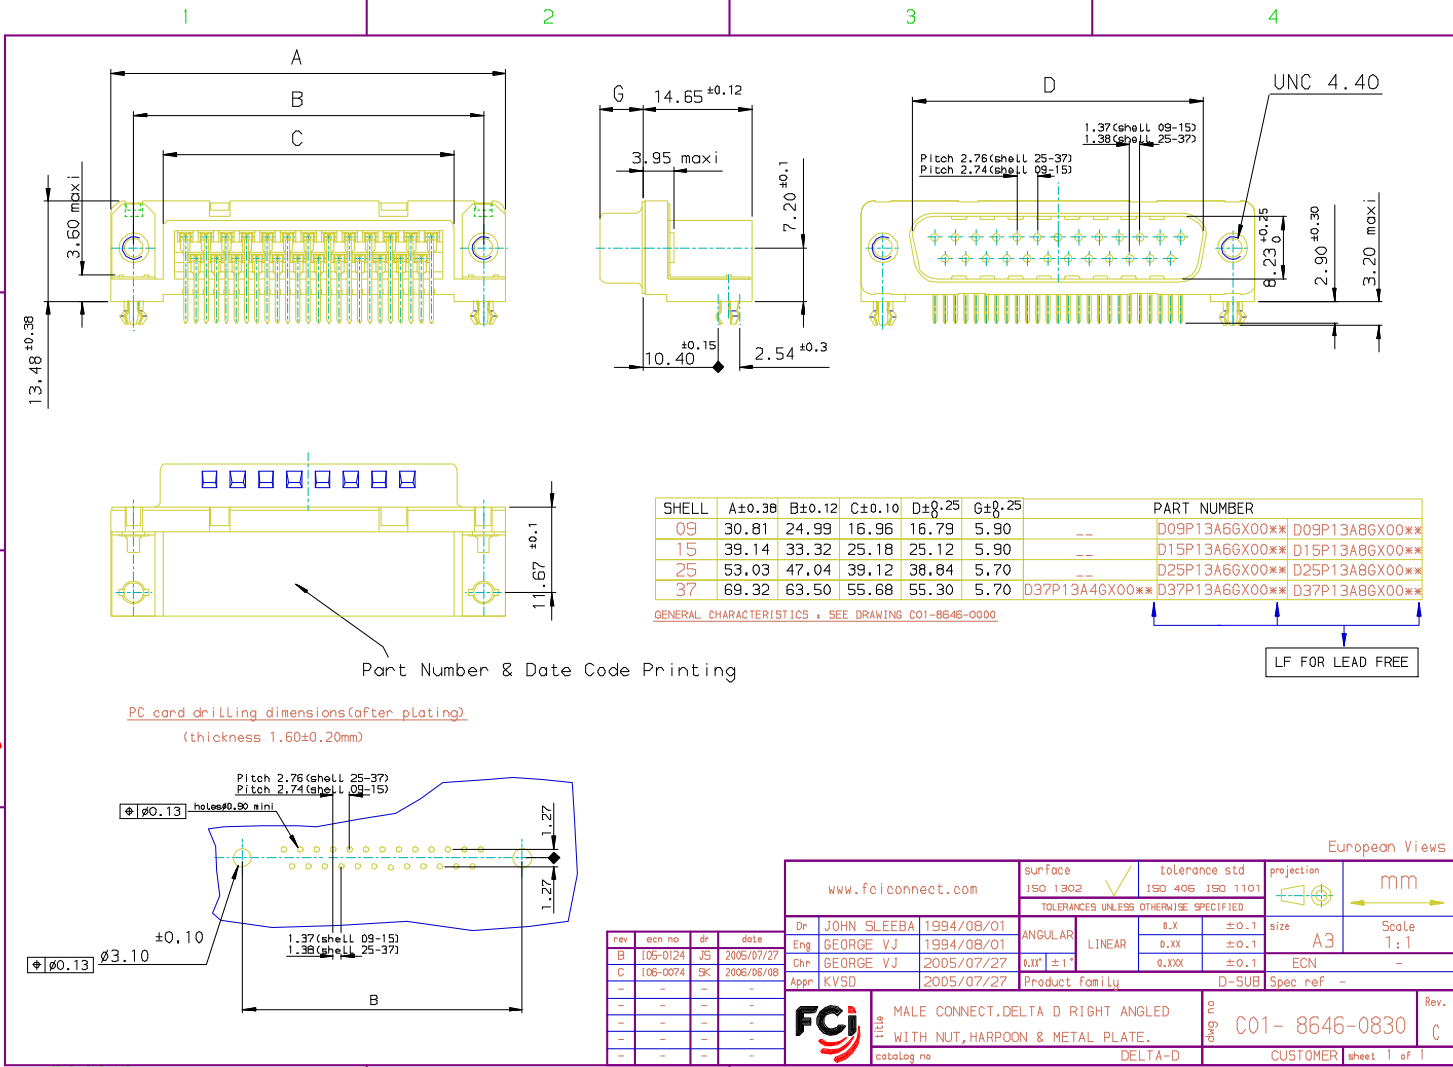 1 2 3 4
A
B
C
3.60 maxi
13.48 ±0.38
G 14.65 ±0.12
3.95 maxi
7.20 ±0.1
10.40 ±0.15
2.54 ±0.3
D
UNC 4.40
1.37(shell 09-15)
1.38(shell 25-37)
Pitch 2.76(shell 25-37)
Pitch 2.74(shell 09-15)
8.23 +0.25 0
2.90 ±0.30
3.20 maxi
11.67 ±0.1
Part Number & Date Code Printing
SHELL A±0.38 B±0.12 C±0.10 D±0.25 0 G±0.25 0 PART NUMBER
09 30.81 24.99 16.96 16.79 5.90 -- D09P13A6GX00** D09P13A8GX00**
15 39.14 33.32 25.18 25.12 5.90 -- D15P13A6GX00** D15P13A8GX00**
25 53.03 47.04 39.12 38.84 5.70 -- D25P13A6GX00** D25P13A8GX00**
37 69.32 63.50 55.68 55.30 5.70 D37P13A4GX00** D37P13A6GX00** D37P13A8GX00**
GENERAL CHARACTERISTICS : SEE DRAWING C01-8646-0000
LF FOR LEAD FREE
PC card drilling dimensions(after plating)
(thickness 1.60±0.20mm)
Pitch 2.76(shell 25-37)
Pitch 2.74(shell 09-15)
⌖ ø0.13 holesø0.90 mini
1.27
1.27
±0.10
ø3.10
⌖ ø0.13
1.37(shell 09-15)
1.38(shell 25-37)
B
European Views
rev ecn no dr date
B I05-0124 JS 2005/07/27
C I06-0074 SK 2006/06/08
- - - -
- - - -
- - - -
- - - -
- - - -
www.fciconnect.com
surface
ISO 1302
tolerance std
ISO 406 ISO 1101
projection
mm
TOLERANCES UNLESS OTHERWISE SPECIFIED
Dr JOHN SLEEBA 1994/08/01
Eng GEORGE VJ 1994/08/01
Chr GEORGE VJ 2005/07/27
Appr KVSD 2005/07/27
ANGULAR
0.XX° ±1°
LINEAR
0.X ±0.1
0.XX ±0.1
0.XXX ±0.1
size A3
Scale
1:1
ECN -
Product family D-SUB
Spec ref -
FCi
title
MALE CONNECT.DELTA D RIGHT ANGLED
WITH NUT,HARPOON & METAL PLATE.
dwg no
C01- 8646-0830
Rev.
C
catalog no DELTA-D
CUSTOMER
sheet 1 of 1